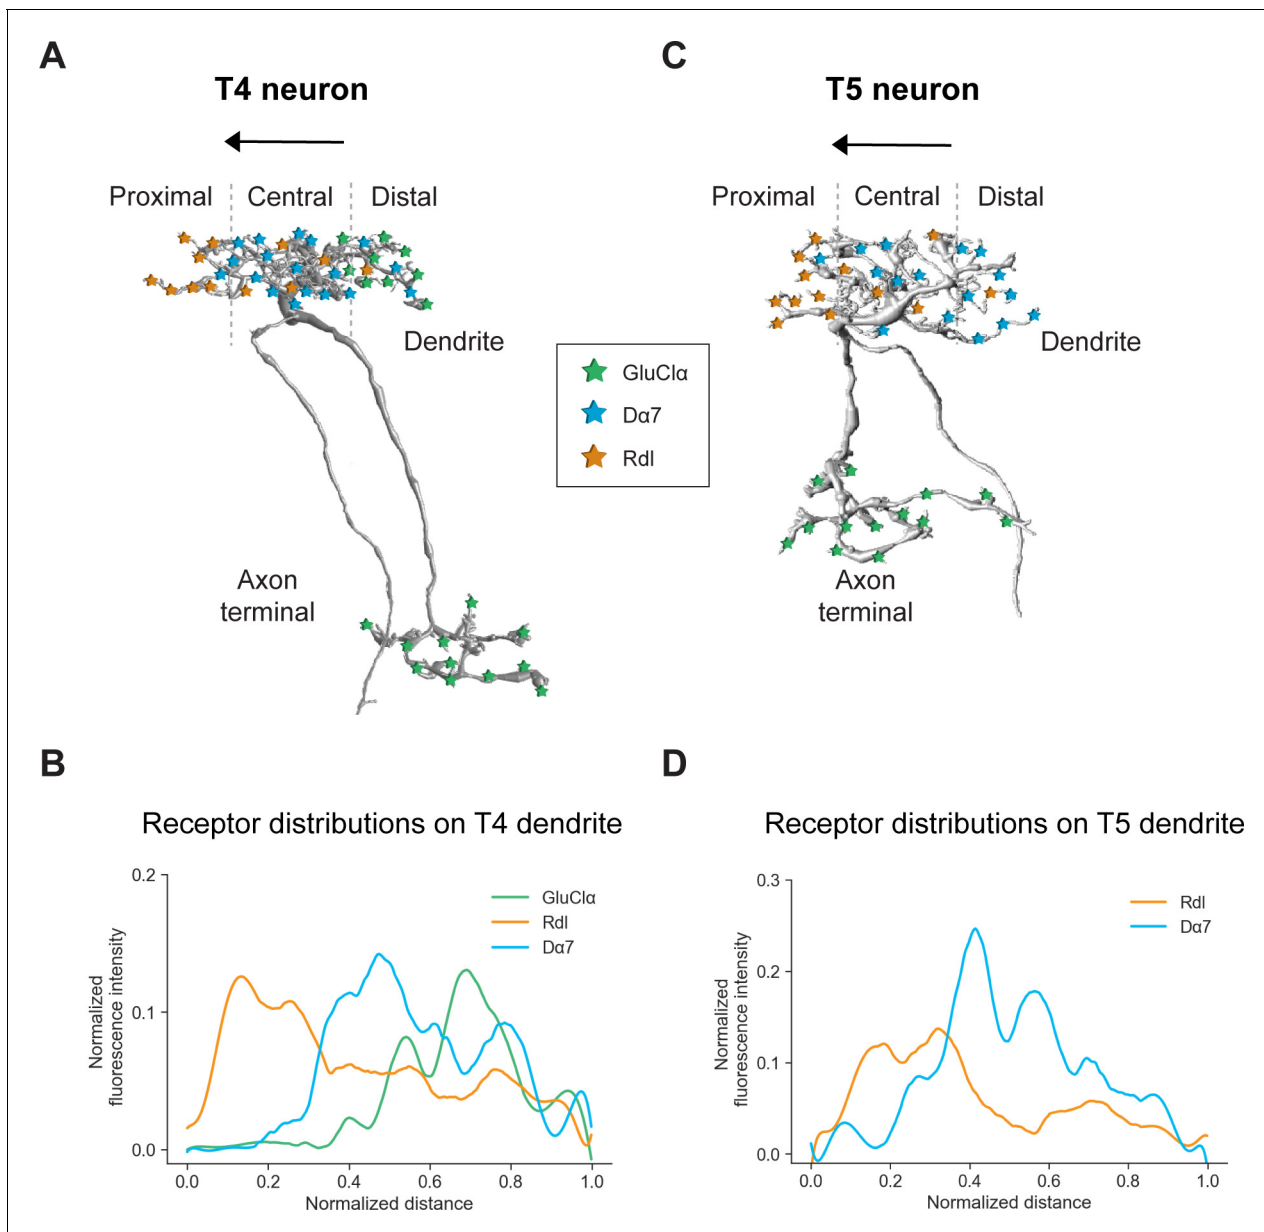 A
T4 neuron
Proximal Central Distal
Dendrite
Axon
terminal
C
T5 neuron
Proximal Central Distal
Dendrite
Axon
terminal
GluClα
Dα7
Rdl
B
Receptor distributions on T4 dendrite
Normalized
fluorescence intensity
0.2
0.1
0.0
GluClα
Rdl
Dα7
0.0 0.2 0.4 0.6 0.8 1.0
Normalized distance
D
Receptor distributions on T5 dendrite
Normalized
fluorescence intensity
0.3
0.2
0.1
0.0
Rdl
Dα7
0.0 0.2 0.4 0.6 0.8 1.0
Normalized distance